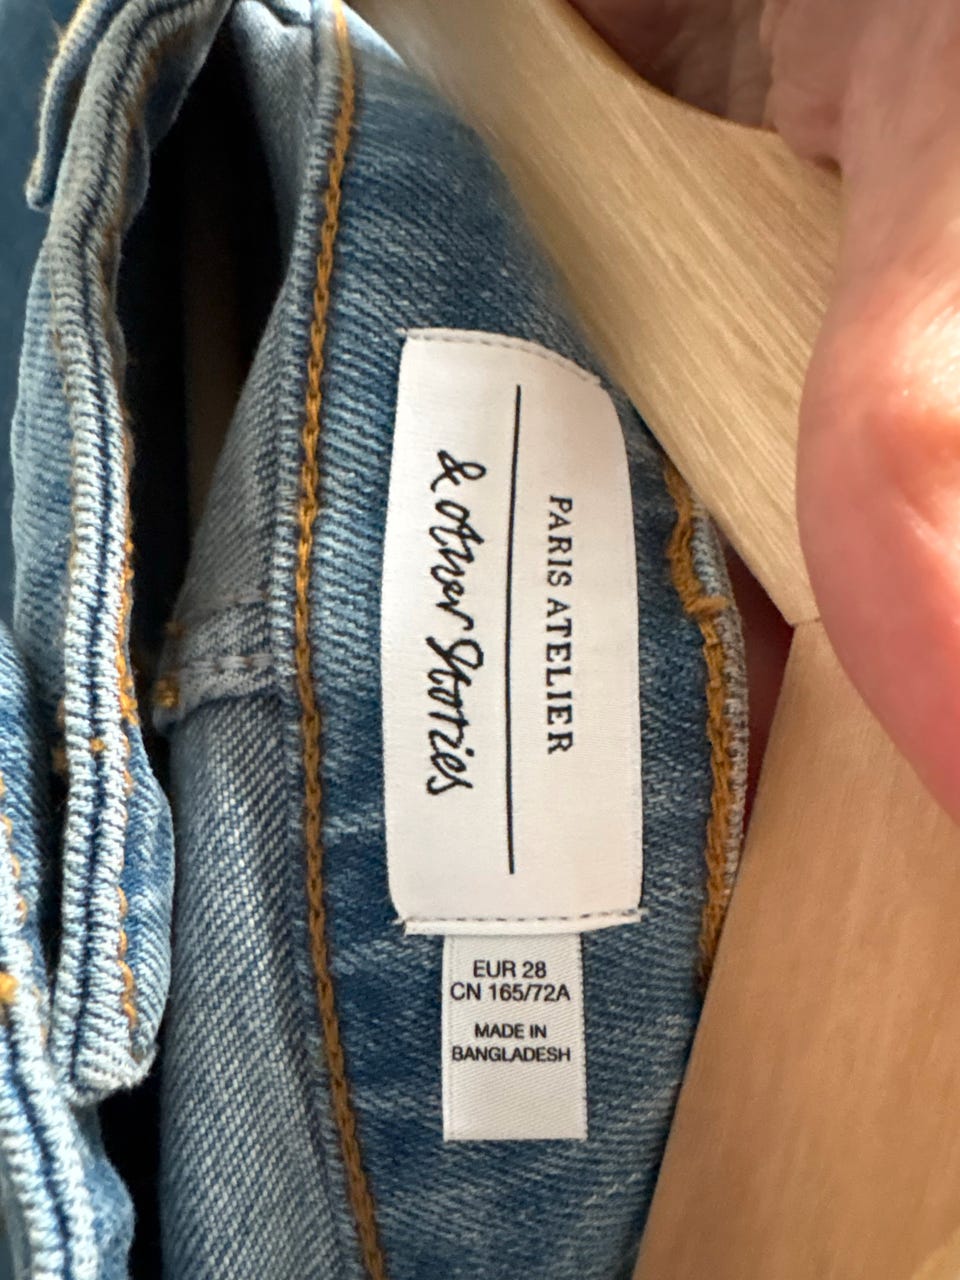 PARIS ATELIER
& other Stories
EUR 28
CN 165/72A
MADE IN
BANGLADESH